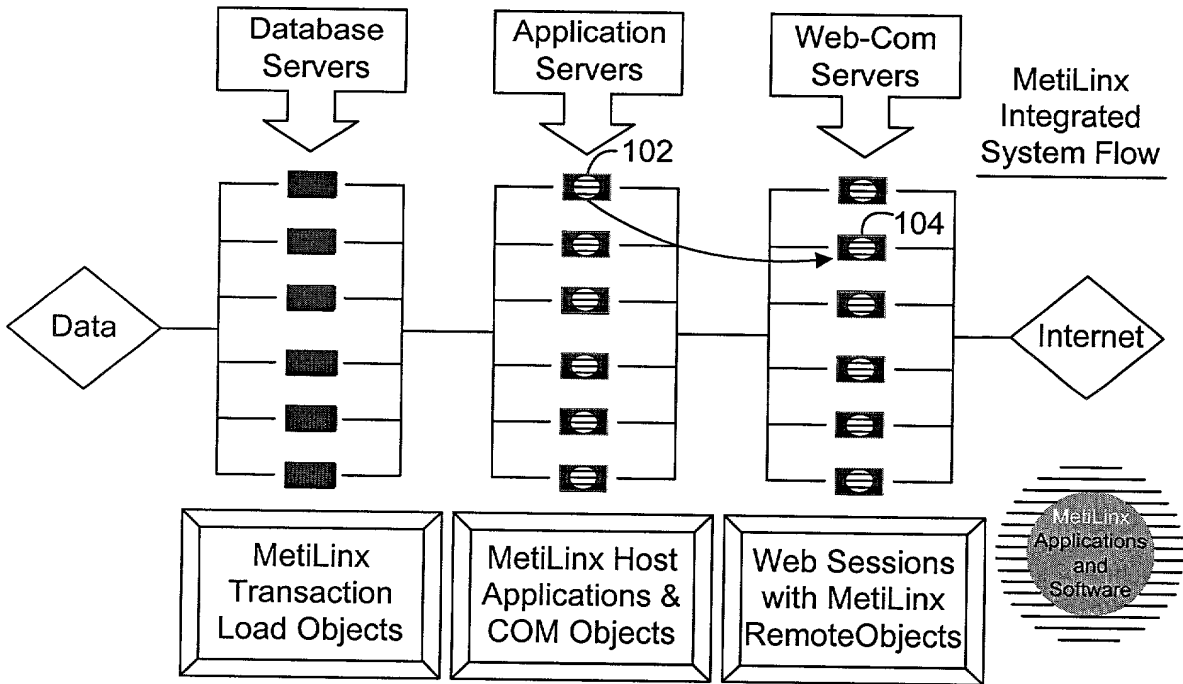 Database
Servers
Application
Servers
Web-Com
Servers
MetiLinx
Integrated
System Flow
102
104
Data
Internet
MetiLinx
Transaction
Load Objects
MetiLinx Host
Applications &
COM Objects
Web Sessions
with MetiLinx
RemoteObjects
MetiLinx
Applications
and
Software